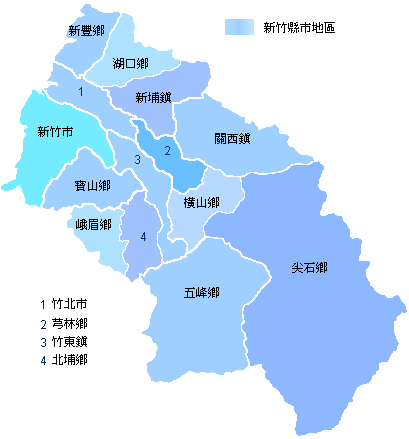 新竹縣市地區
新豐鄉
湖口鄉
1
新埔鎮
新竹市
關西鎮
2
3
寶山鄉
橫山鄉
峨眉鄉
4
尖石鄉
五峰鄉
1 竹北市
2 芎林鄉
3 竹東鎮
4 北埔鄉